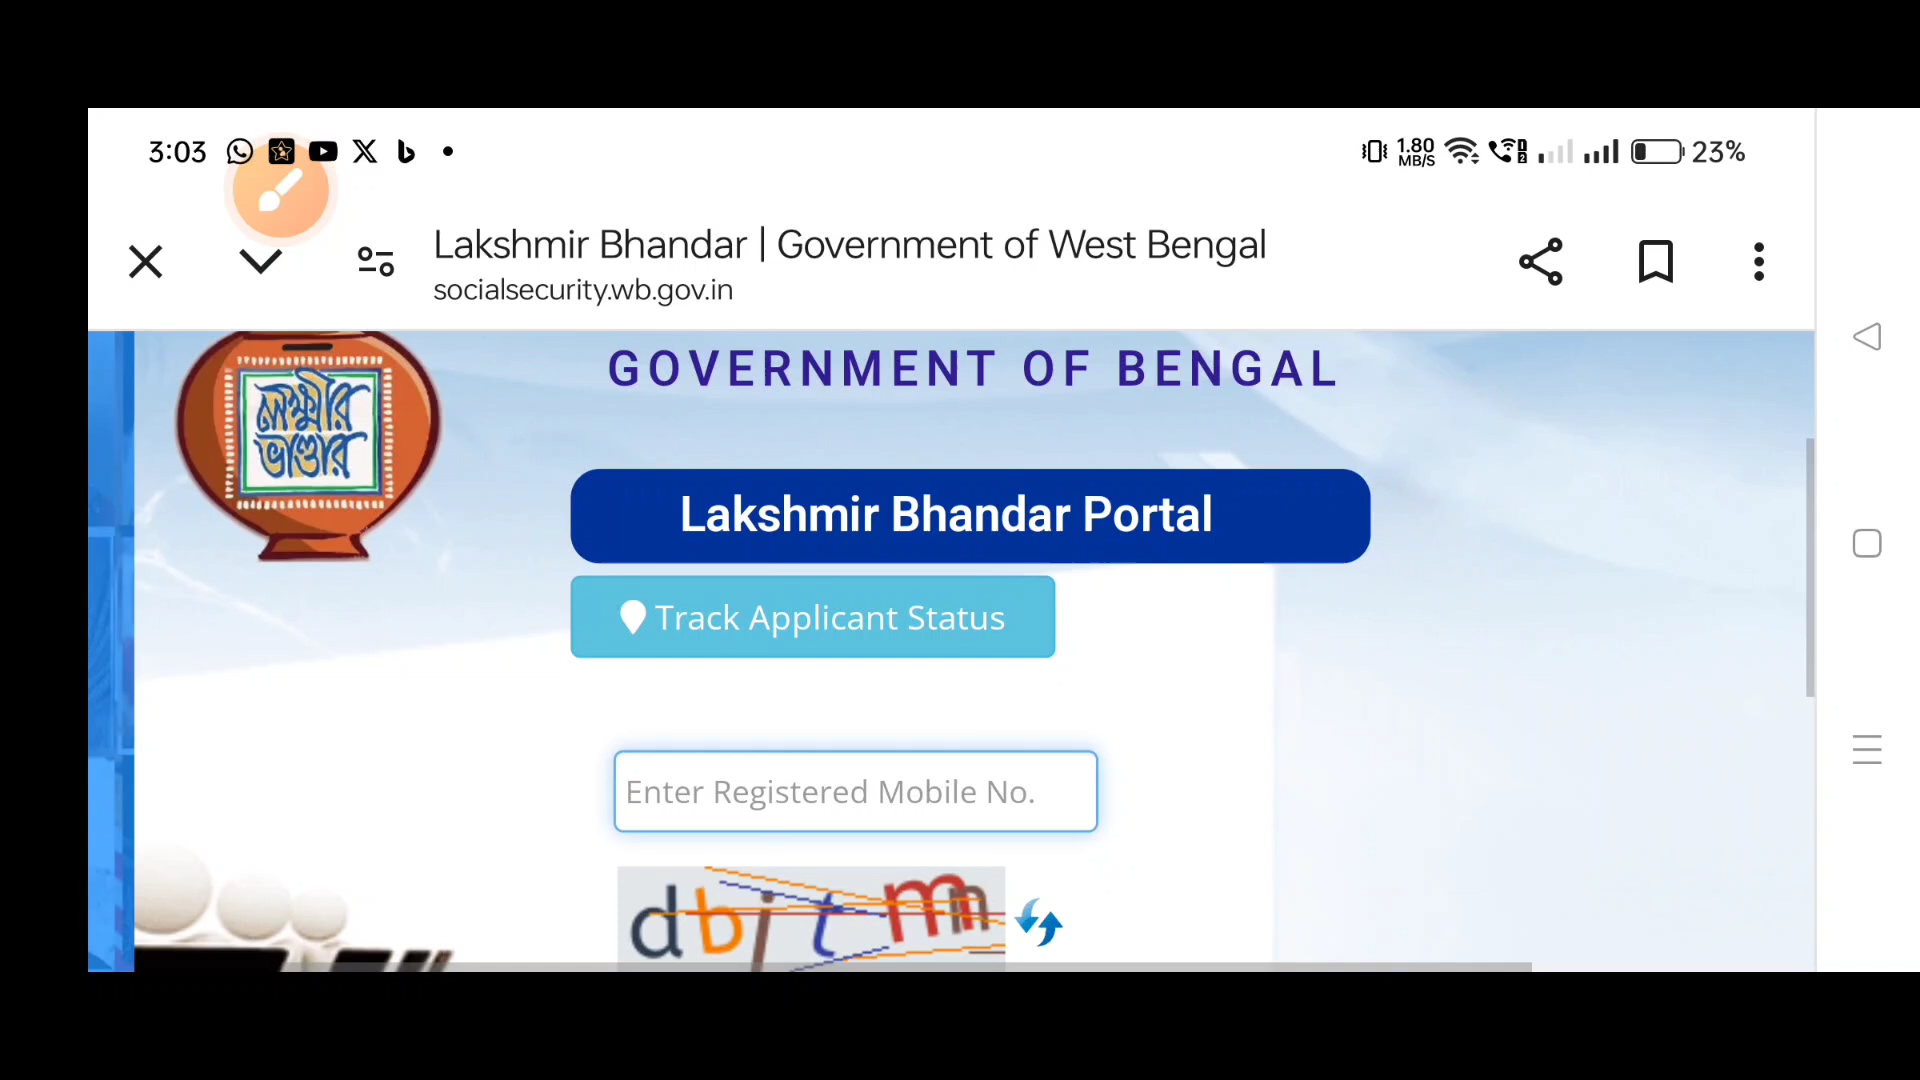 3:03
1.80
MB/S
23%
Lakshmir Bhandar | Government of West Bengal
socialsecurity.wb.gov.in
GOVERNMENT OF BENGAL
লক্ষ্মীর
ভাণ্ডার
Lakshmir Bhandar Portal
Track Applicant Status
Enter Registered Mobile No.